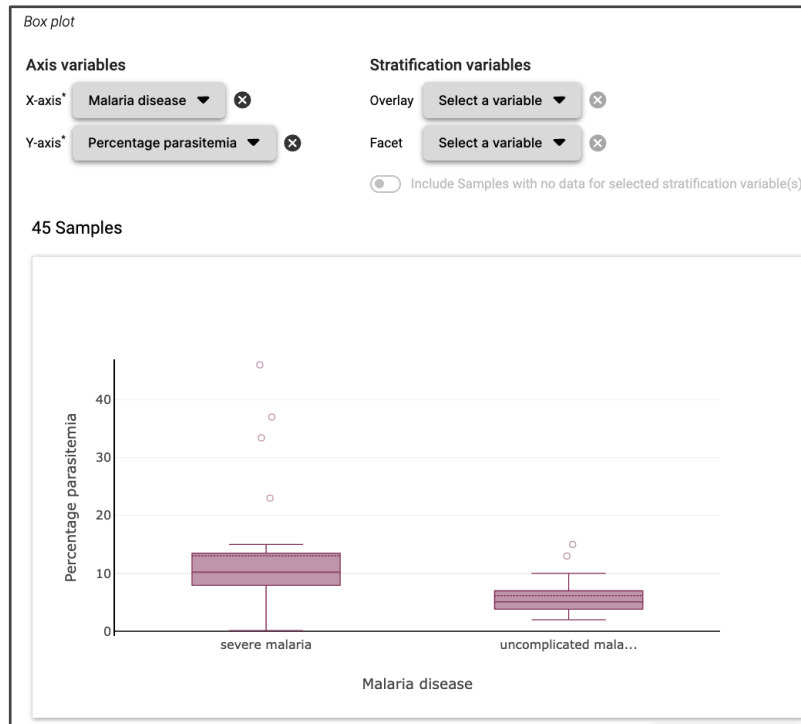 Box plot
Axis variables
Stratification variables
X-axis* Malaria disease
Overlay Select a variable
Y-axis* Percentage parasitemia
Facet Select a variable
Include Samples with no data for selected stratification variable(s)
45 Samples
Percentage parasitemia
40
30
20
10
0
severe malaria
uncomplicated mala...
Malaria disease